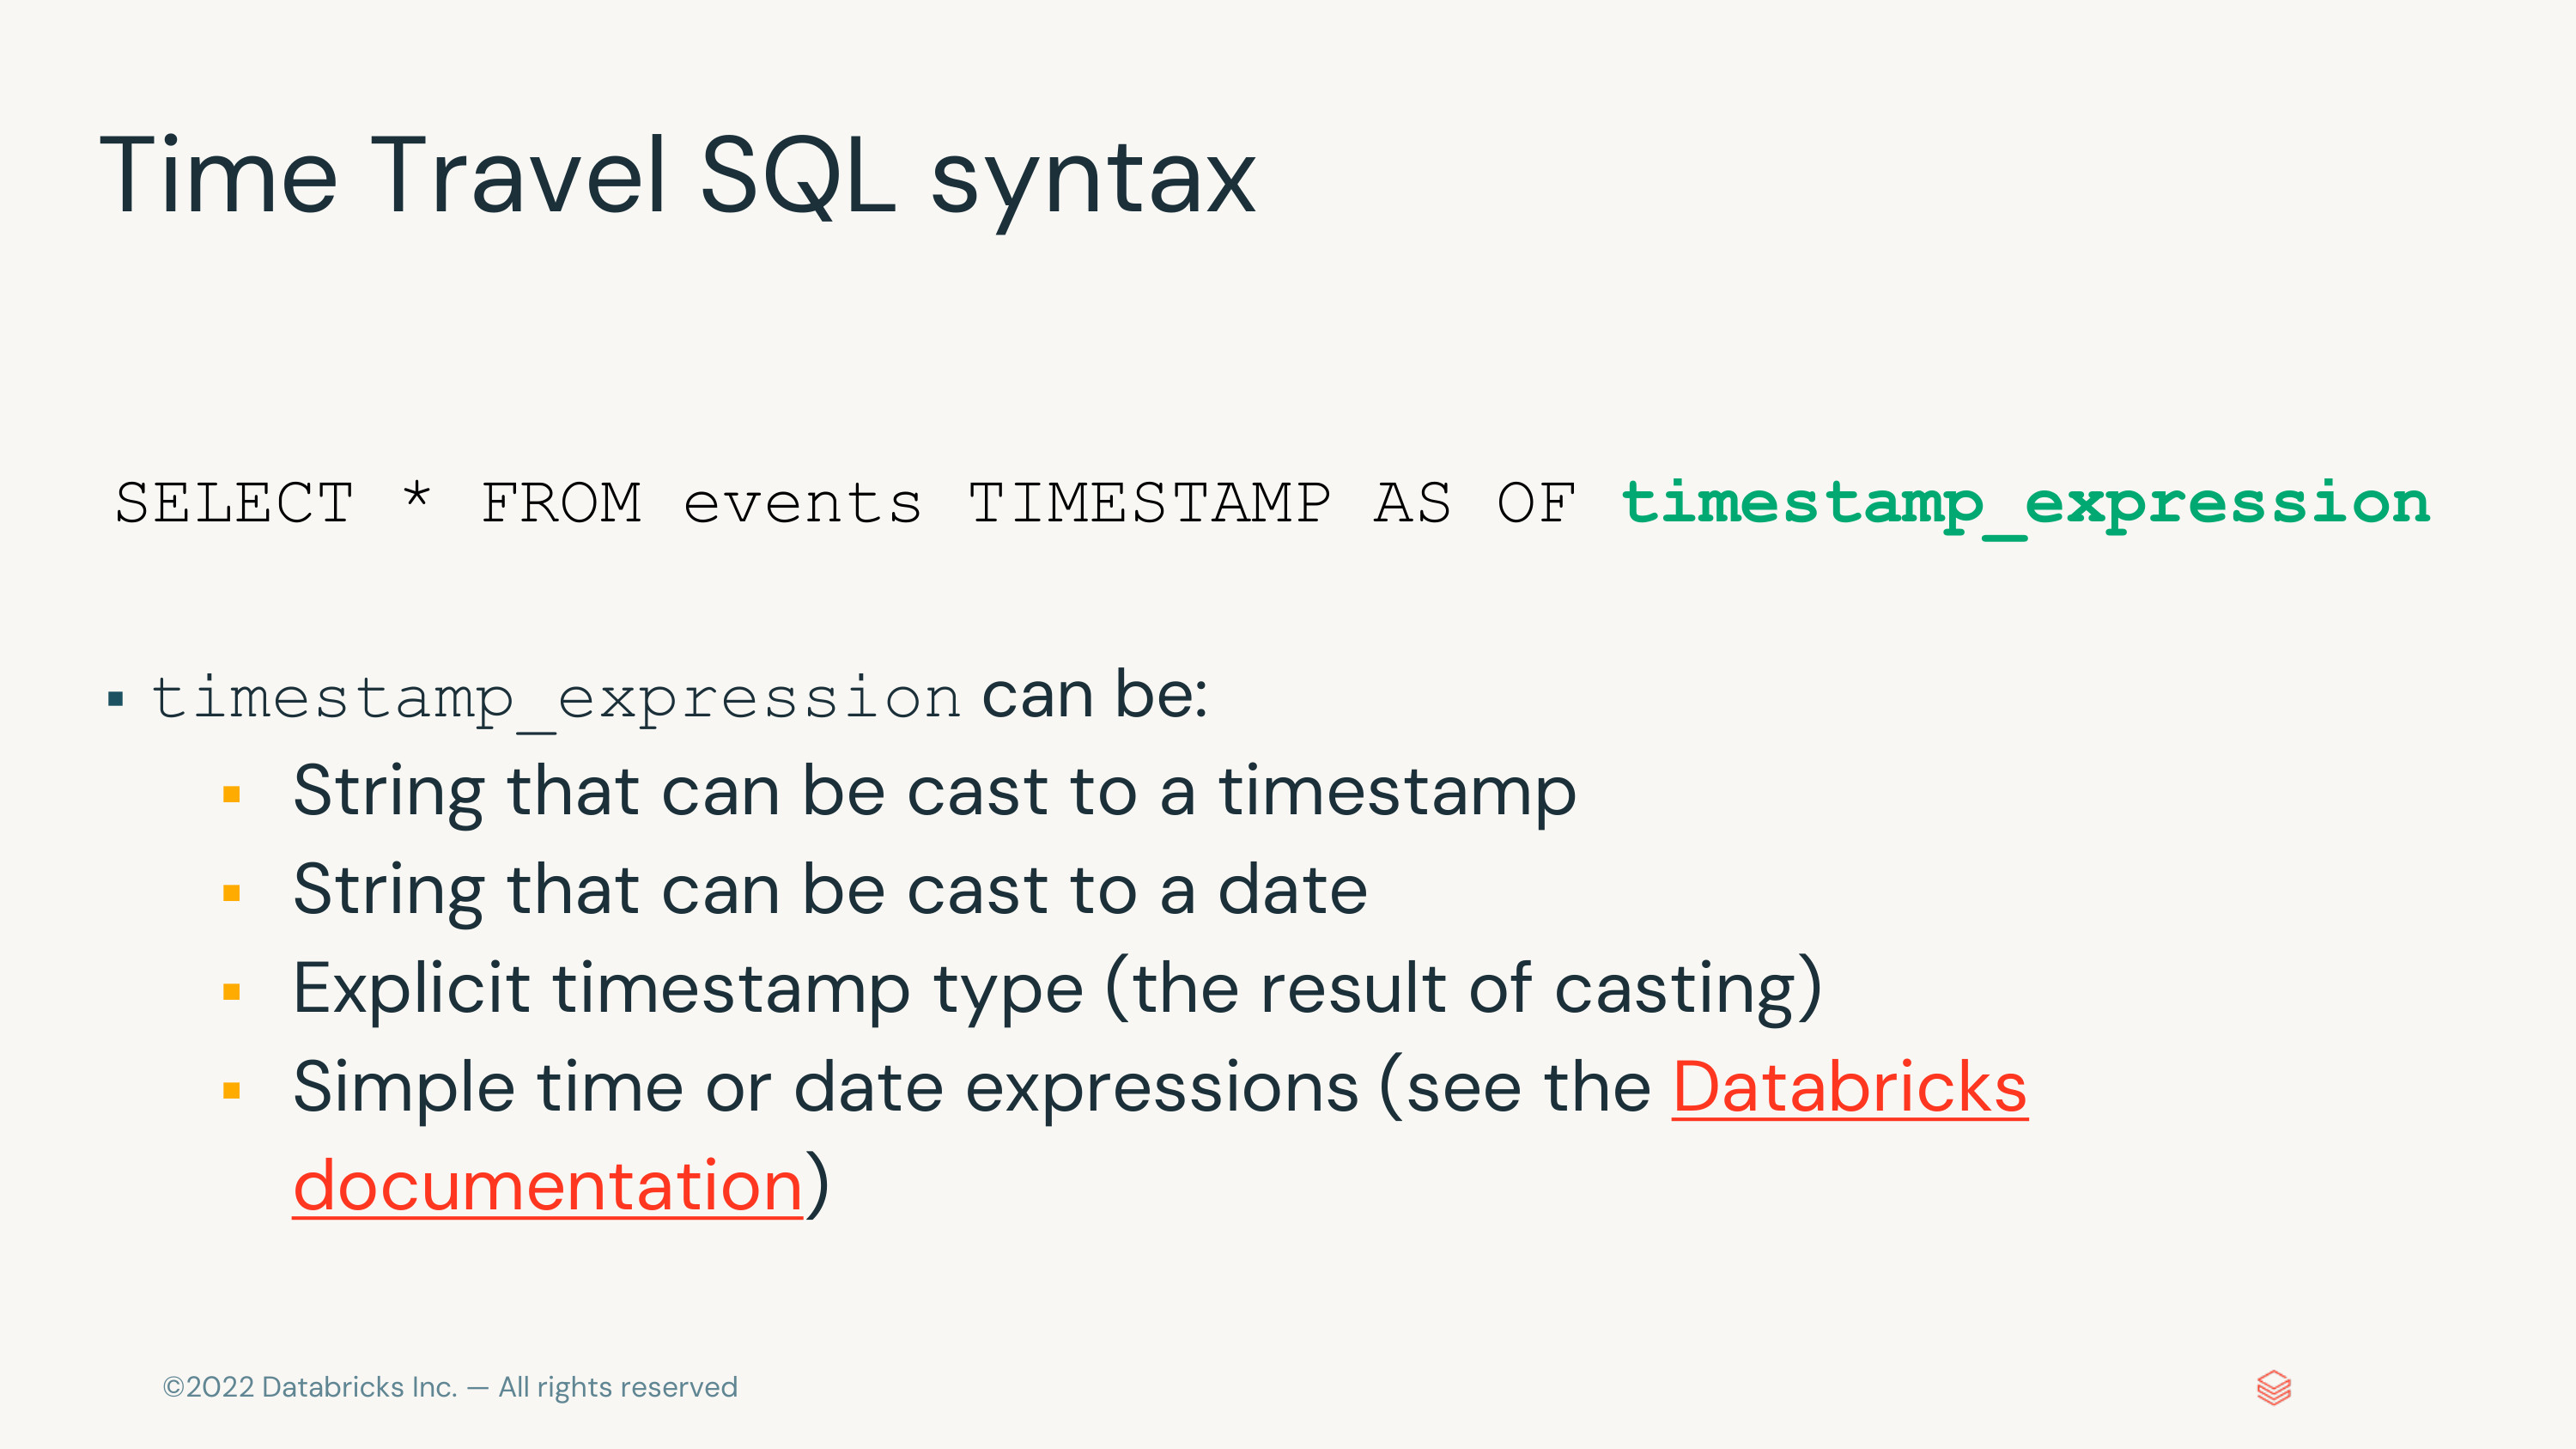 Time Travel SQL syntax
SELECT * FROM events TIMESTAMP AS OF timestamp_expression
▪ timestamp_expression can be:
▪ String that can be cast to a timestamp
▪ String that can be cast to a date
▪ Explicit timestamp type (the result of casting)
▪ Simple time or date expressions (see the Databricks
documentation)
©2022 Databricks Inc. — All rights reserved